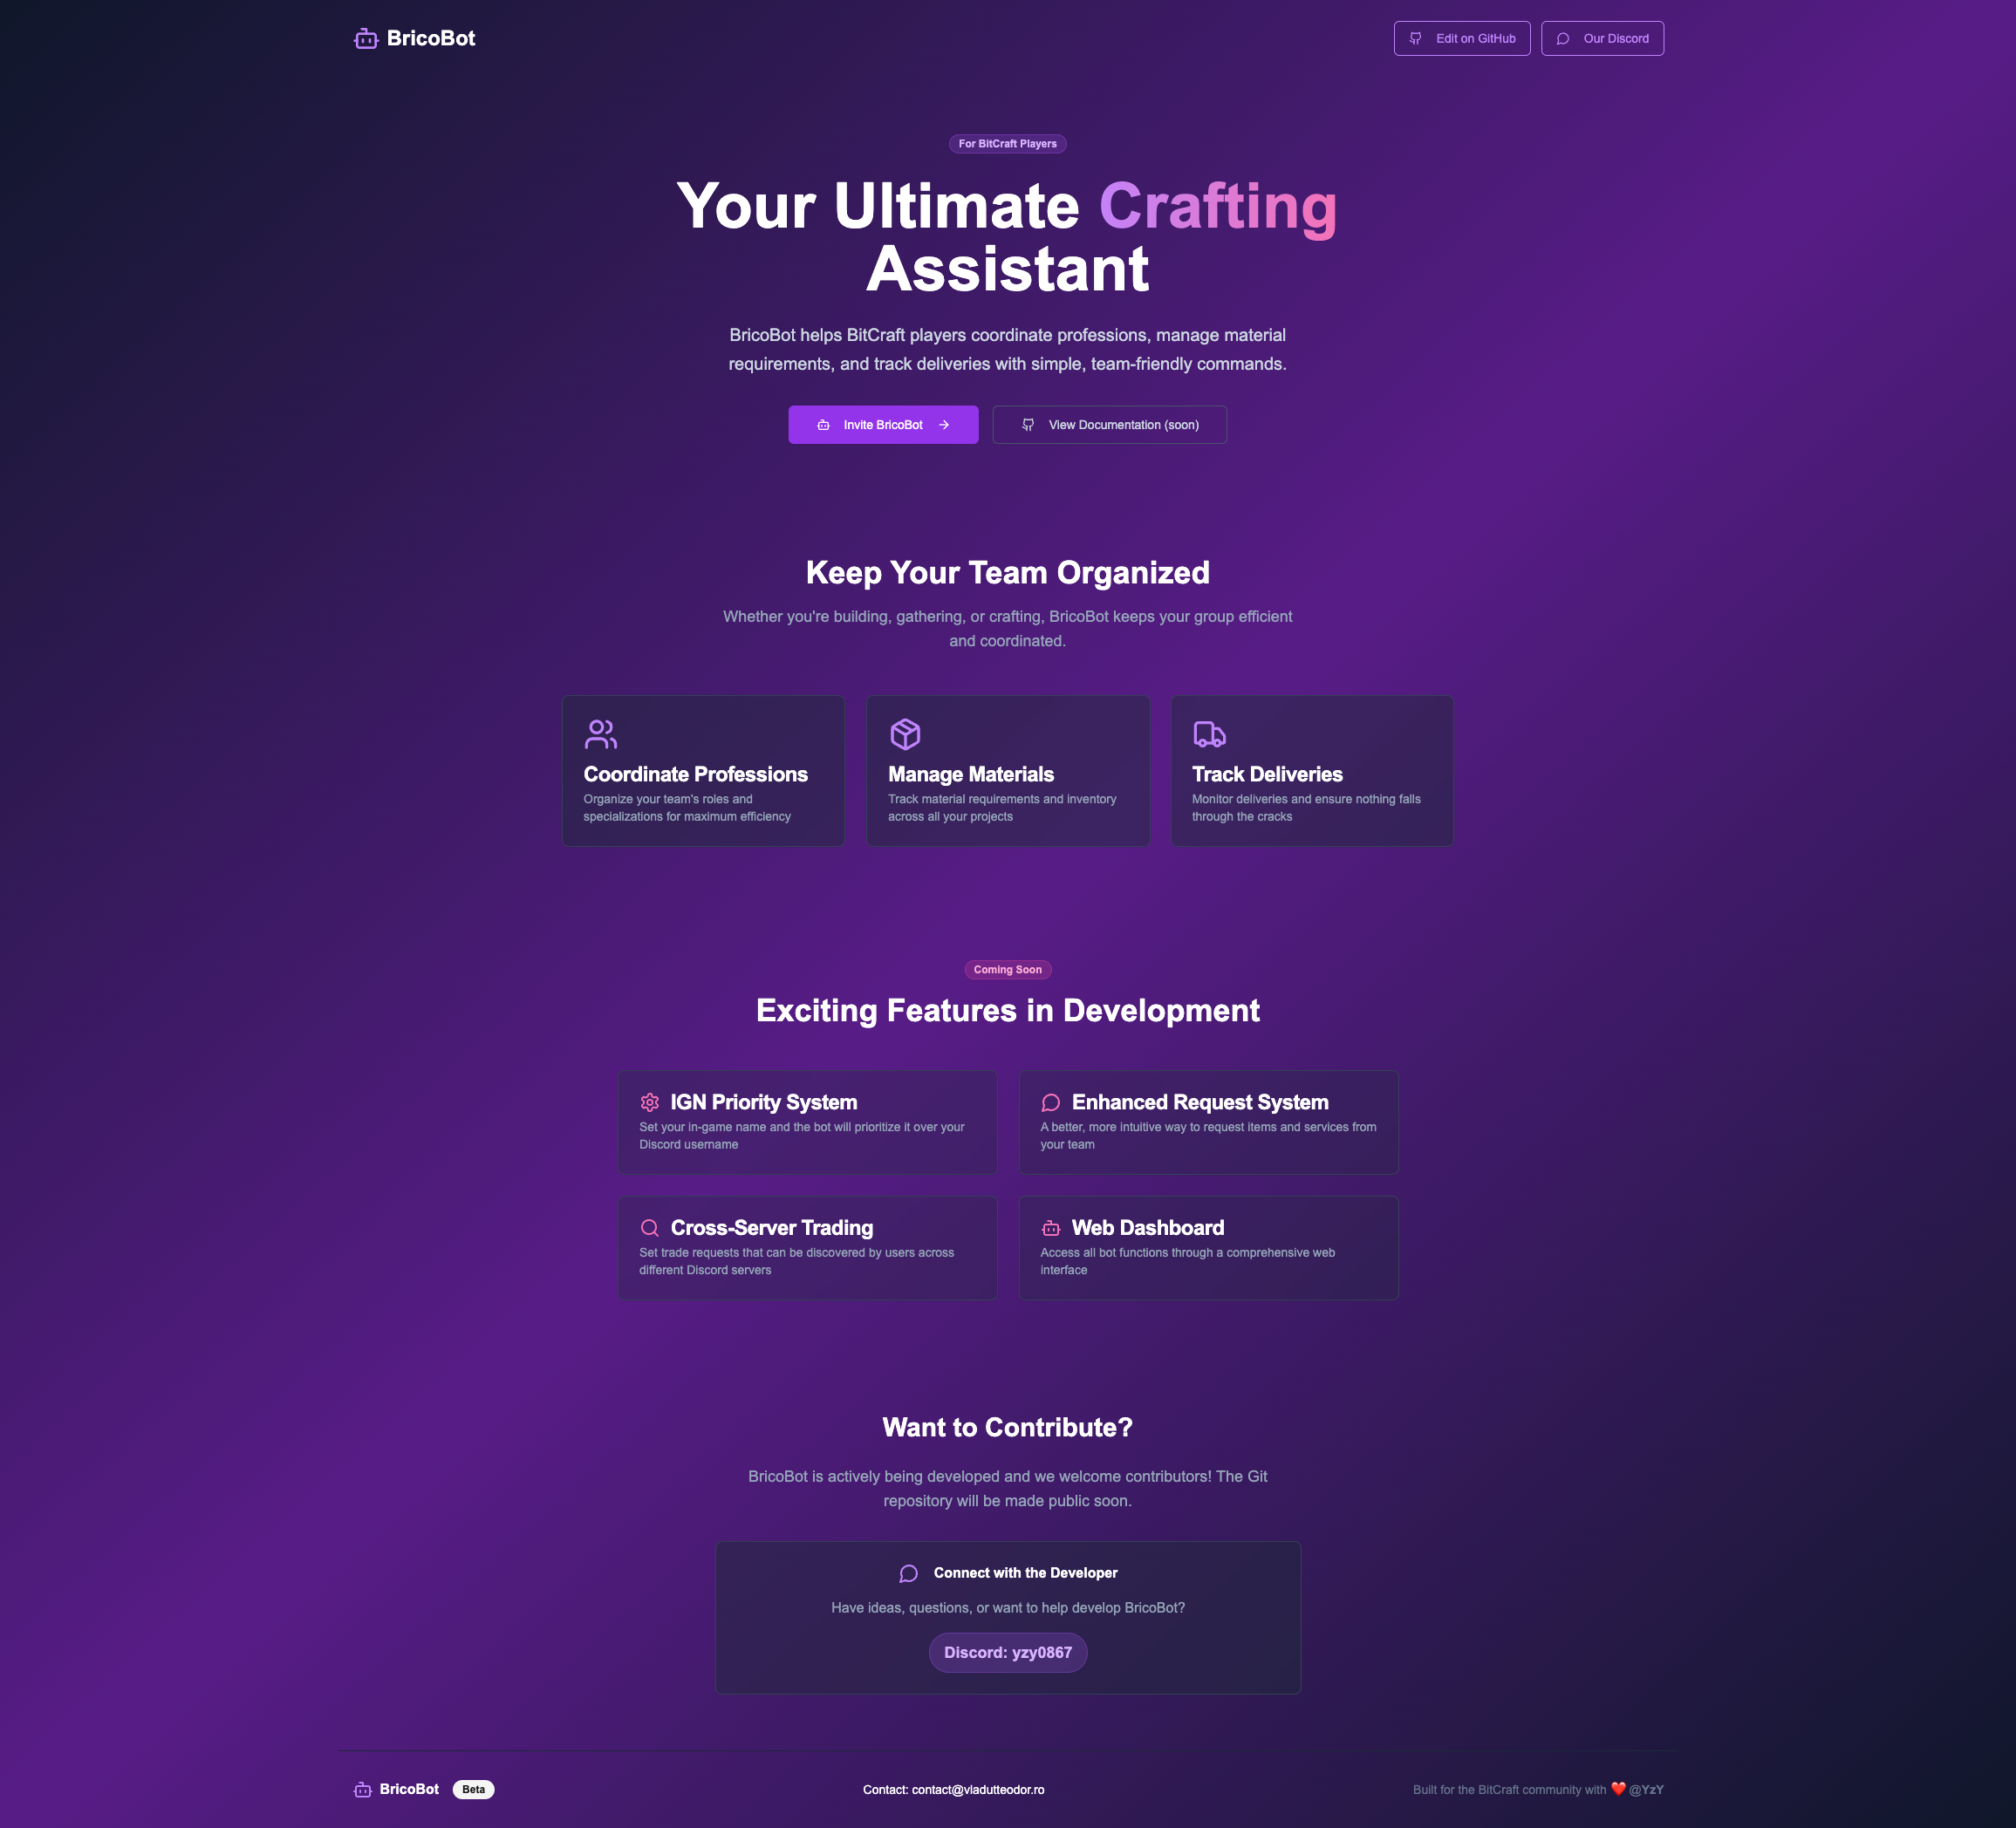 BricoBot
Edit on GitHub
Our Discord
For BitCraft Players
Your Ultimate Crafting
Assistant
BricoBot helps BitCraft players coordinate professions, manage material
requirements, and track deliveries with simple, team-friendly commands.
Invite BricoBot
View Documentation (soon)
Keep Your Team Organized
Whether you're building, gathering, or crafting, BricoBot keeps your group efficient
and coordinated.
Coordinate Professions
Organize your team's roles and
specializations for maximum efficiency
Manage Materials
Track material requirements and inventory
across all your projects
Track Deliveries
Monitor deliveries and ensure nothing falls
through the cracks
Coming Soon
Exciting Features in Development
IGN Priority System
Set your in-game name and the bot will prioritize it over your
Discord username
Enhanced Request System
A better, more intuitive way to request items and services from
your team
Cross-Server Trading
Set trade requests that can be discovered by users across
different Discord servers
Web Dashboard
Access all bot functions through a comprehensive web
interface
Want to Contribute?
BricoBot is actively being developed and we welcome contributors! The Git
repository will be made public soon.
Connect with the Developer
Have ideas, questions, or want to help develop BricoBot?
Discord: yzy0867
BricoBot
Beta
Contact: contact@vladutteodor.ro
Built for the BitCraft community with ❤️ @YzY